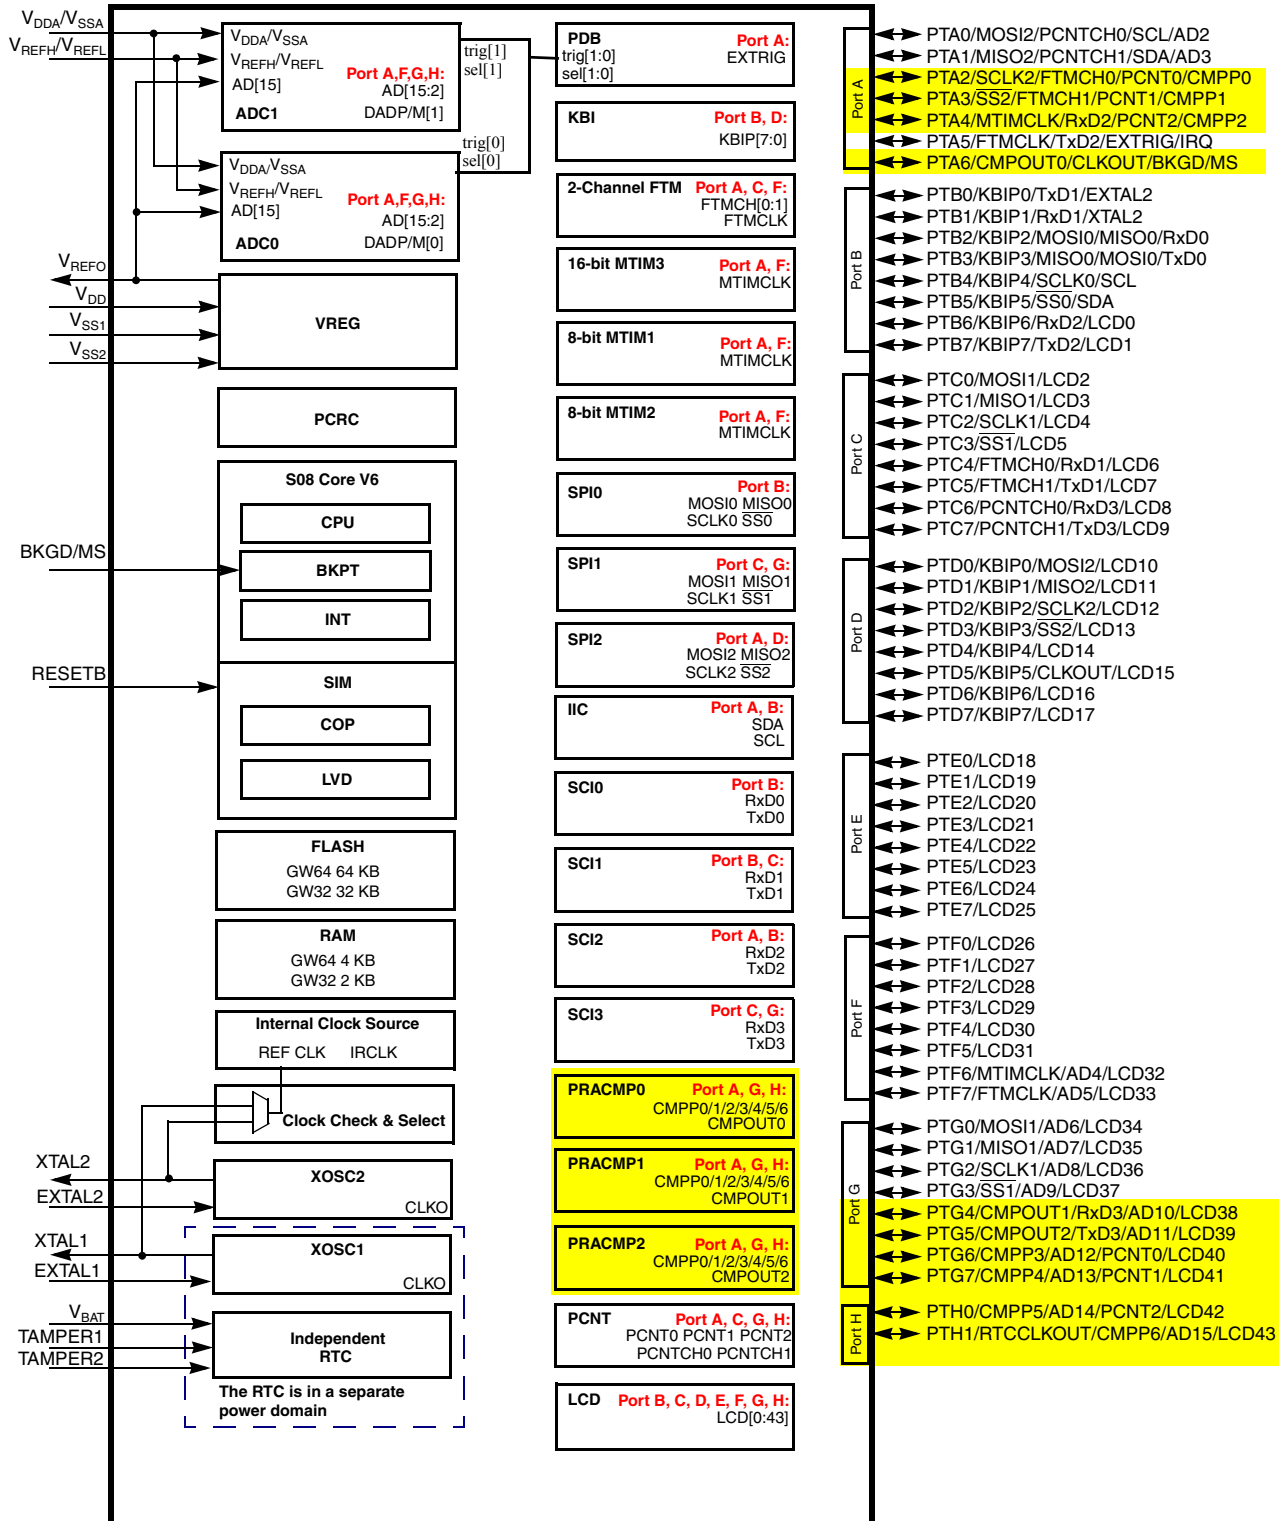 V_DDA/V_SSA
V_REFH/V_REFL
V_DDA/V_SSA
V_REFH/V_REFL
AD[15]
Port A,F,G,H:
AD[15:2]
ADC1
DADP/M[1]
trig[1]
sel[1]
V_DDA/V_SSA
V_REFH/V_REFL
AD[15]
Port A,F,G,H:
AD[15:2]
ADC0
DADP/M[0]
trig[0]
sel[0]
V_REFO
V_DD
V_SS1
V_SS2
VREG
PCRC
S08 Core V6
CPU
BKPT
INT
BKGD/MS
RESETB
SIM
COP
LVD
FLASH
GW64 64 KB
GW32 32 KB
RAM
GW64 4 KB
GW32 2 KB
Internal Clock Source
REF CLK IRCLK
Clock Check & Select
XTAL2
EXTAL2
XOSC2
CLKO
XTAL1
EXTAL1
XOSC1
CLKO
V_BAT
TAMPER1
TAMPER2
Independent
RTC
The RTC is in a separate
power domain
PDB Port A:
trig[1:0] EXTRIG
sel[1:0]
KBI Port B, D:
KBIP[7:0]
2-Channel FTM Port A, C, F:
FTMCH[0:1]
FTMCLK
16-bit MTIM3 Port A, F:
MTIMCLK
8-bit MTIM1 Port A, F:
MTIMCLK
8-bit MTIM2 Port A, F:
MTIMCLK
SPI0 Port B:
MOSI0 MISO0
SCLK0 SS0
SPI1 Port C, G:
MOSI1 MISO1
SCLK1 SS1
SPI2 Port A, D:
MOSI2 MISO2
SCLK2 SS2
IIC Port A, B:
SDA
SCL
SCI0 Port B:
RxD0
TxD0
SCI1 Port B, C:
RxD1
TxD1
SCI2 Port A, B:
RxD2
TxD2
SCI3 Port C, G:
RxD3
TxD3
PRACMP0 Port A, G, H:
CMPP0/1/2/3/4/5/6
CMPOUT0
PRACMP1 Port A, G, H:
CMPP0/1/2/3/4/5/6
CMPOUT1
PRACMP2 Port A, G, H:
CMPP0/1/2/3/4/5/6
CMPOUT2
PCNT Port A, C, G, H:
PCNT0 PCNT1 PCNT2
PCNTCH0 PCNTCH1
LCD Port B, C, D, E, F, G, H:
LCD[0:43]
Port A
PTA0/MOSI2/PCNTCH0/SCL/AD2
PTA1/MISO2/PCNTCH1/SDA/AD3
PTA2/SCLK2/FTMCH0/PCNT0/CMPP0
PTA3/SS2/FTMCH1/PCNT1/CMPP1
PTA4/MTIMCLK/RxD2/PCNT2/CMPP2
PTA5/FTMCLK/TxD2/EXTRIG/IRQ
PTA6/CMPOUT0/CLKOUT/BKGD/MS
Port B
PTB0/KBIP0/TxD1/EXTAL2
PTB1/KBIP1/RxD1/XTAL2
PTB2/KBIP2/MOSI0/MISO0/RxD0
PTB3/KBIP3/MISO0/MOSI0/TxD0
PTB4/KBIP4/SCLK0/SCL
PTB5/KBIP5/SS0/SDA
PTB6/KBIP6/RxD2/LCD0
PTB7/KBIP7/TxD2/LCD1
Port C
PTC0/MOSI1/LCD2
PTC1/MISO1/LCD3
PTC2/SCLK1/LCD4
PTC3/SS1/LCD5
PTC4/FTMCH0/RxD1/LCD6
PTC5/FTMCH1/TxD1/LCD7
PTC6/PCNTCH0/RxD3/LCD8
PTC7/PCNTCH1/TxD3/LCD9
Port D
PTD0/KBIP0/MOSI2/LCD10
PTD1/KBIP1/MISO2/LCD11
PTD2/KBIP2/SCLK2/LCD12
PTD3/KBIP3/SS2/LCD13
PTD4/KBIP4/LCD14
PTD5/KBIP5/CLKOUT/LCD15
PTD6/KBIP6/LCD16
PTD7/KBIP7/LCD17
Port E
PTE0/LCD18
PTE1/LCD19
PTE2/LCD20
PTE3/LCD21
PTE4/LCD22
PTE5/LCD23
PTE6/LCD24
PTE7/LCD25
Port F
PTF0/LCD26
PTF1/LCD27
PTF2/LCD28
PTF3/LCD29
PTF4/LCD30
PTF5/LCD31
PTF6/MTIMCLK/AD4/LCD32
PTF7/FTMCLK/AD5/LCD33
Port G
PTG0/MOSI1/AD6/LCD34
PTG1/MISO1/AD7/LCD35
PTG2/SCLK1/AD8/LCD36
PTG3/SS1/AD9/LCD37
PTG4/CMPOUT1/RxD3/AD10/LCD38
PTG5/CMPOUT2/TxD3/AD11/LCD39
PTG6/CMPP3/AD12/PCNT0/LCD40
PTG7/CMPP4/AD13/PCNT1/LCD41
Port H
PTH0/CMPP5/AD14/PCNT2/LCD42
PTH1/RTCCLKOUT/CMPP6/AD15/LCD43